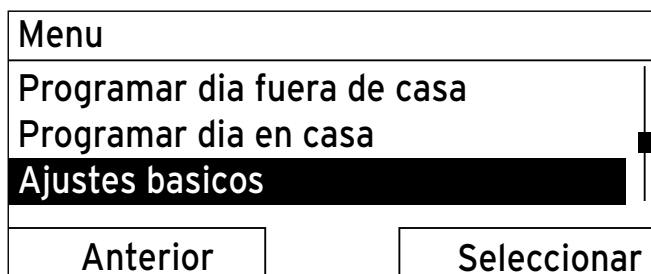 Menu
Programar dia fuera de casa
Programar dia en casa
Ajustes basicos
Anterior
Seleccionar